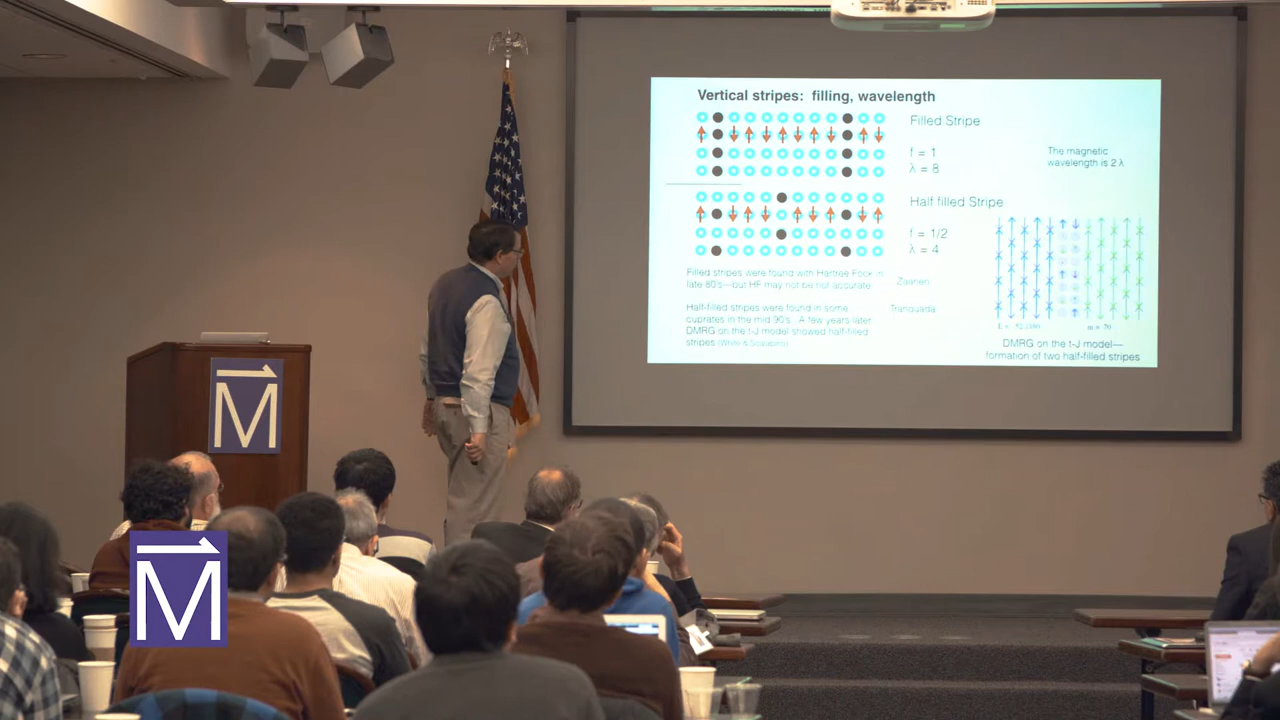 Vertical stripes: filling, wavelength
Filled Stripe
f = 1
λ = 8
The magnetic
wavelength is 2 λ
Half filled Stripe
f = 1/2
λ = 4
Filled stripes were found with Hartree Fock in
late 80's—but HF may not be accurate
Zaanen
Half-filled stripes were found in some
cuprates in the mid 90's. A few years later
DMRG on the t-J model showed half-filled
stripes (White & Scalapino)
Tranquada
DMRG on the t-J model—
formation of two half-filled stripes
M
M